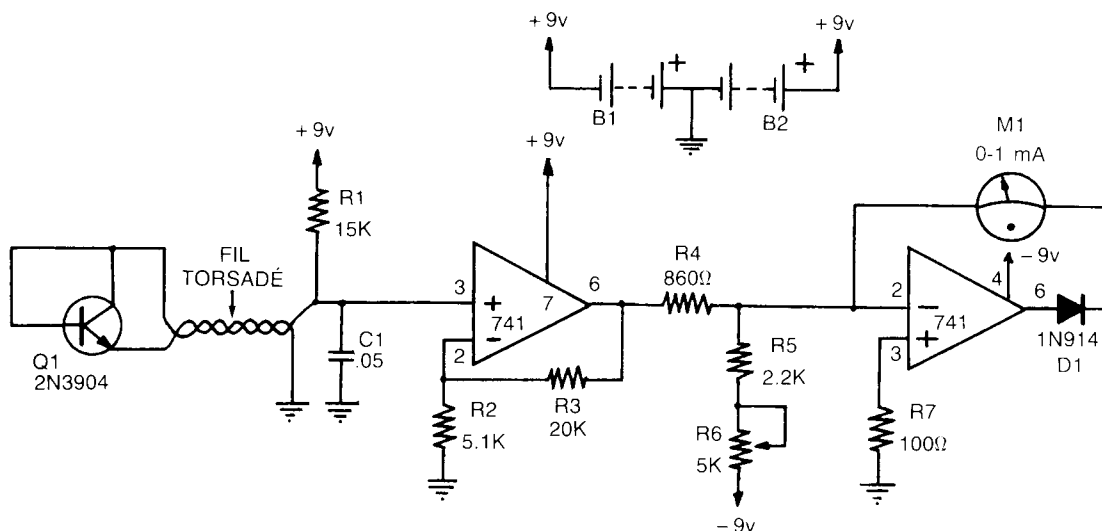 + 9v
+ 9v
+
+
B1
B2
+ 9v
+ 9v
M1
0-1 mA
R1
15K
FIL
TORSADÉ
Q1
2N3904
C1
.05
3
+
741
7
6
2
−
R2
5.1K
R3
20K
R4
860Ω
R5
2.2K
R6
5K
− 9v
− 9v
4
2
−
741
6
+
3
1N914
D1
R7
100Ω